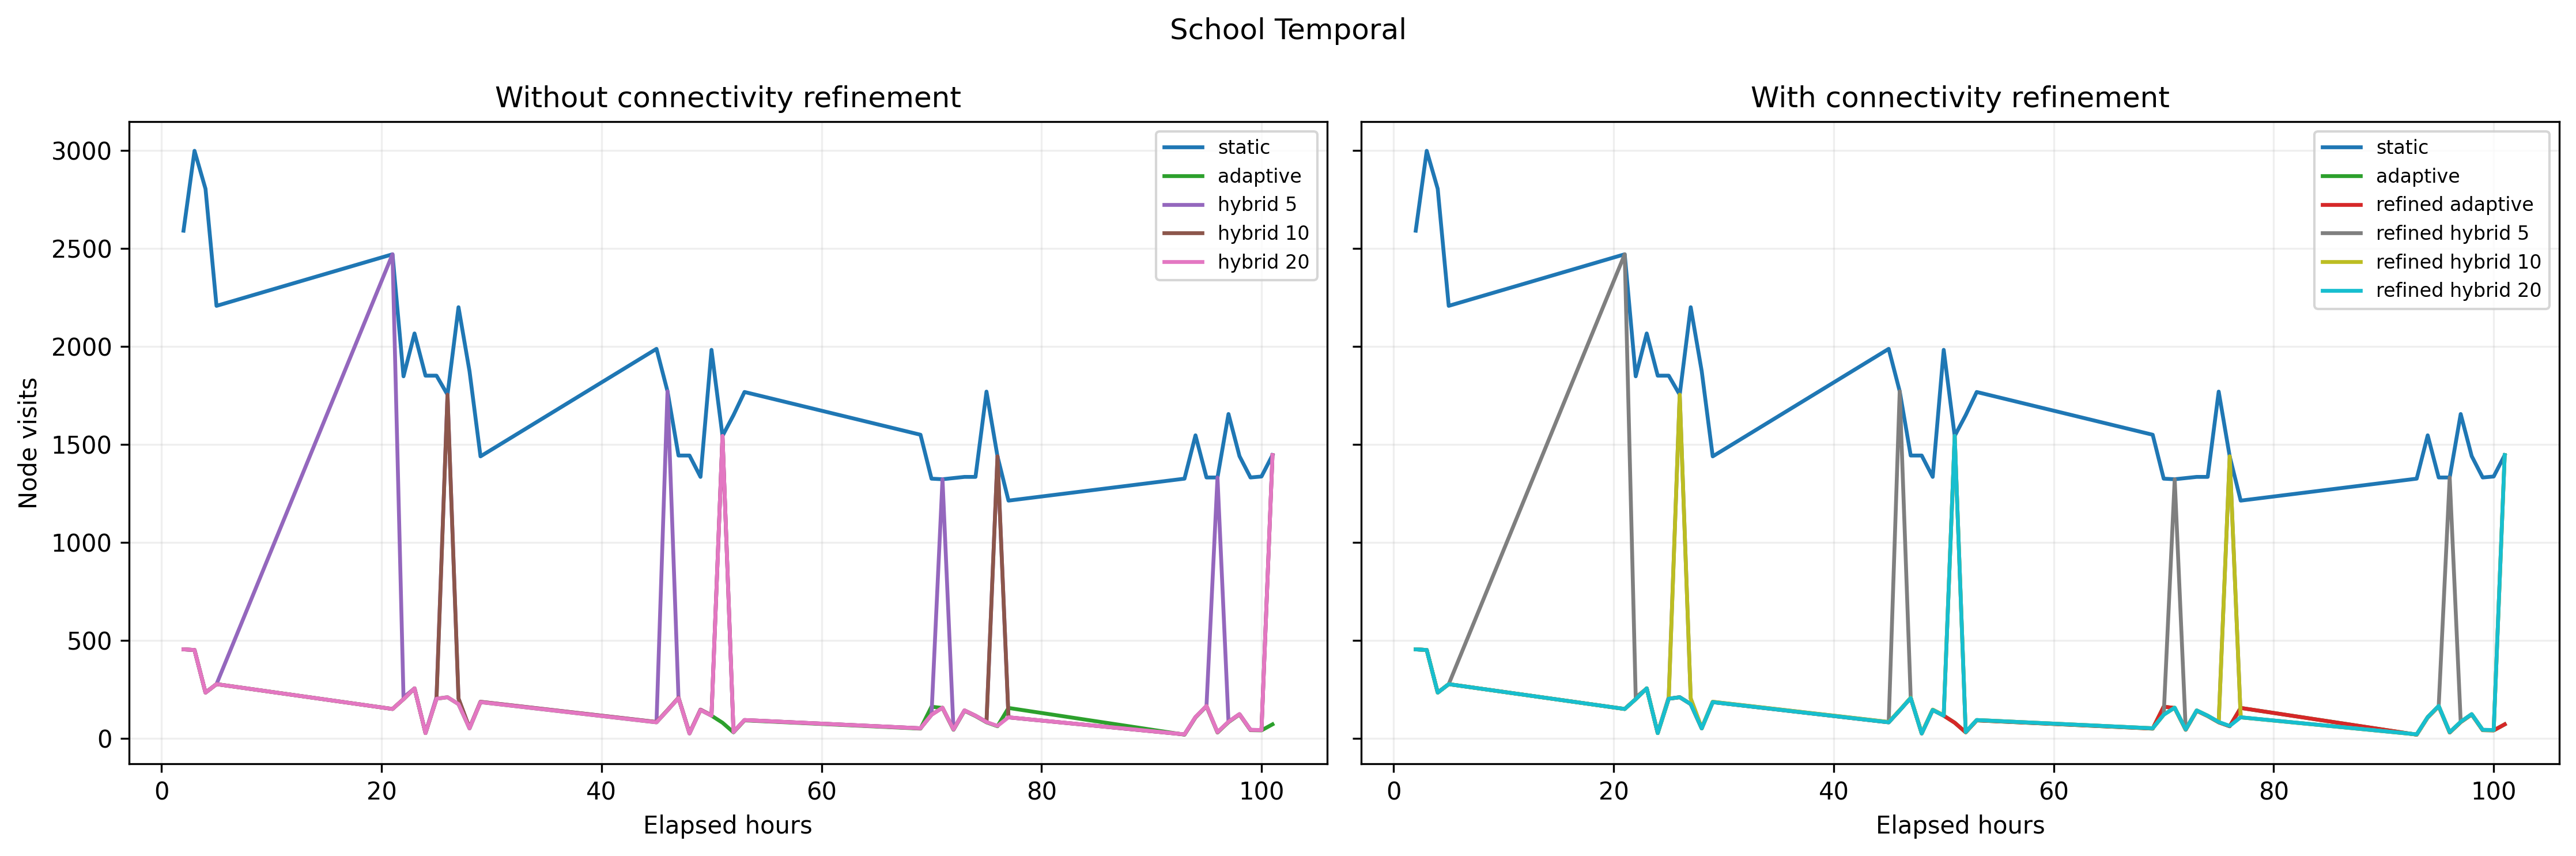 School Temporal
Without connectivity refinement
Node visits
3000
2500
2000
1500
1000
500
0
0 20 40 60 80 100
Elapsed hours
static
adaptive
hybrid 5
hybrid 10
hybrid 20
With connectivity refinement
0 20 40 60 80 100
Elapsed hours
static
adaptive
refined adaptive
refined hybrid 5
refined hybrid 10
refined hybrid 20